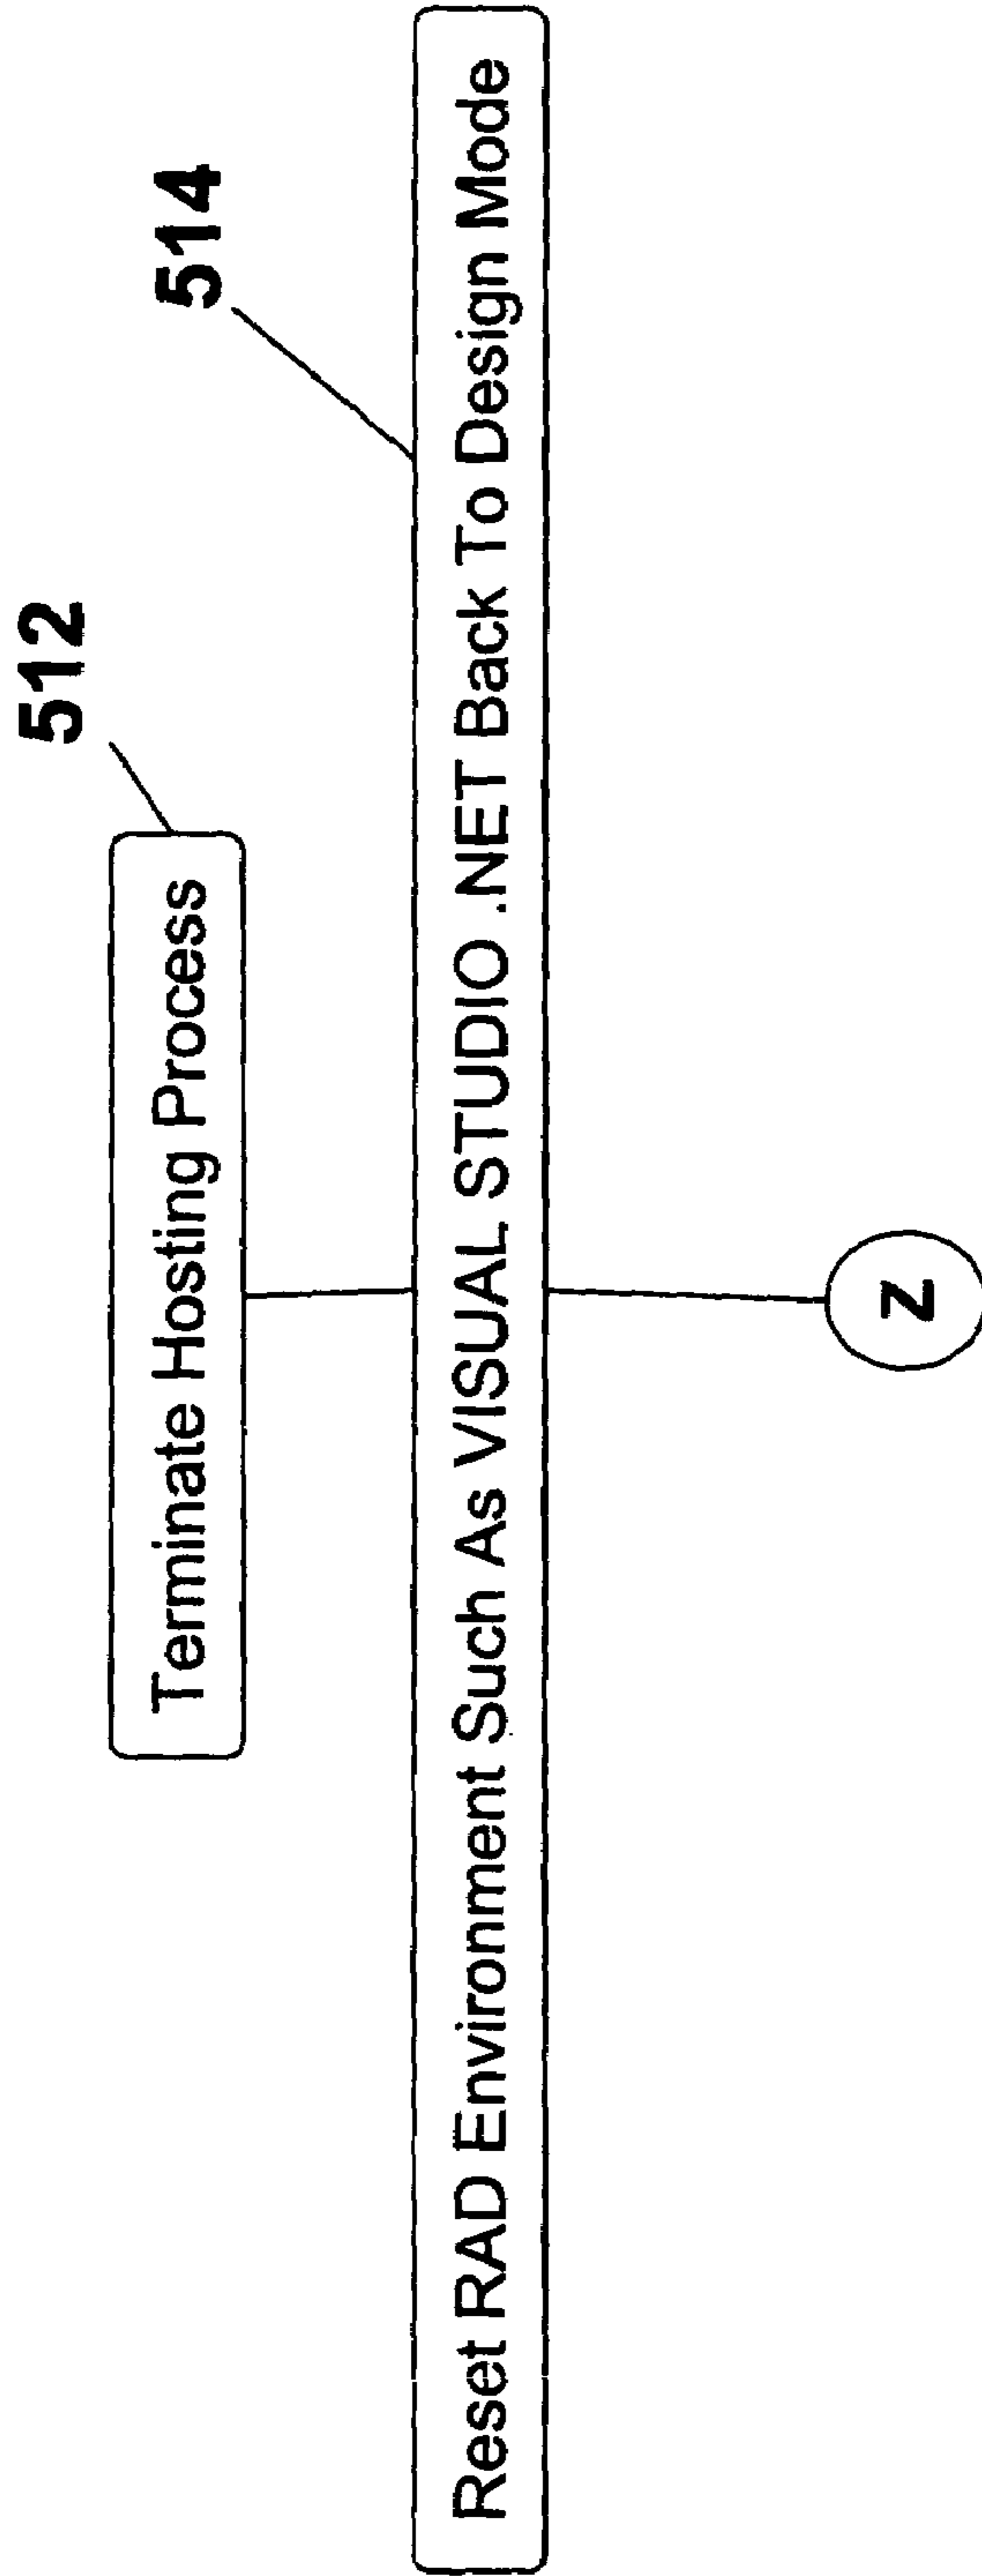 512
Terminate Hosting Process
514
Reset RAD Environment Such As VISUAL STUDIO .NET Back To Design Mode
Z